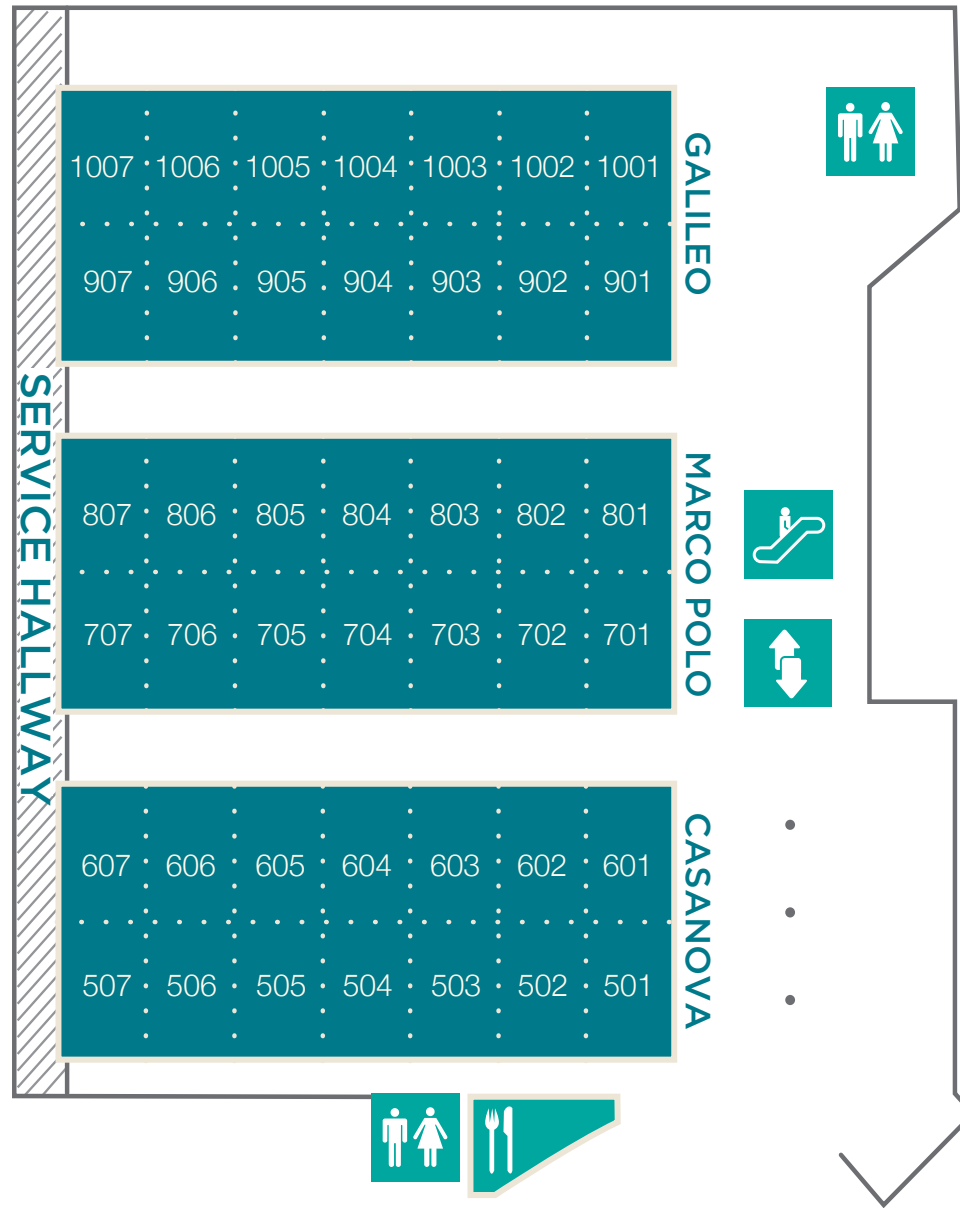 1007 1006 1005 1004 1003 1002 1001
907 906 905 904 903 902 901
GALILEO
SERVICE HALLWAY
807 806 805 804 803 802 801
707 706 705 704 703 702 701
MARCO POLO
607 606 605 604 603 602 601
507 506 505 504 503 502 501
CASANOVA